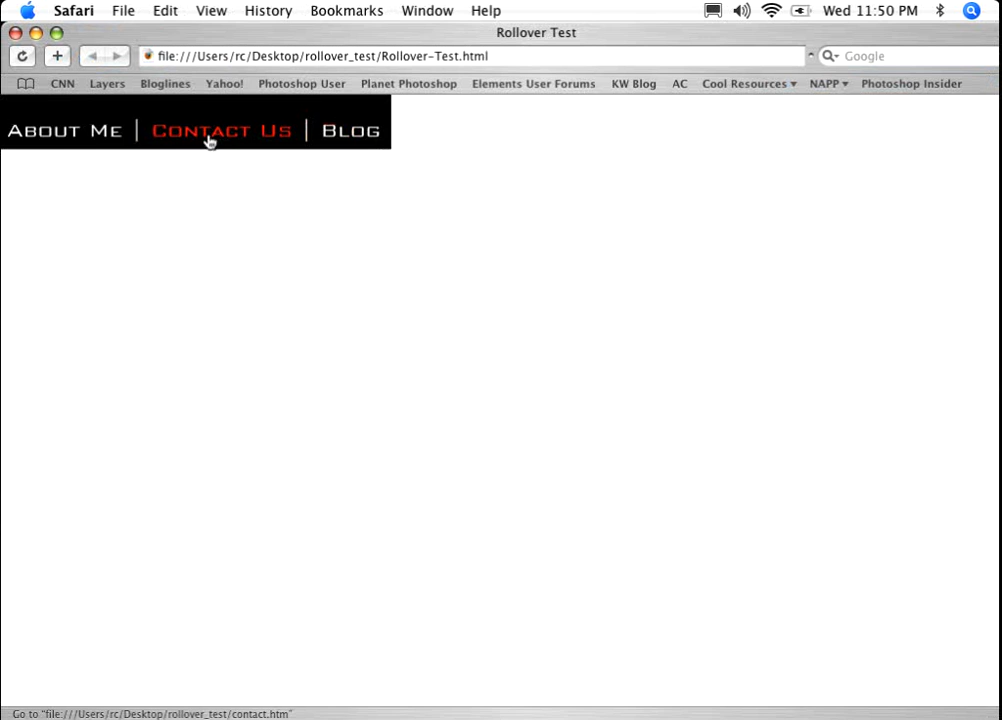 Safari File Edit View History Bookmarks Window Help Wed 11:50 PM
Rollover Test
file:///Users/rc/Desktop/rollover_test/Rollover-Test.html Google
CNN Layers Bloglines Yahoo! Photoshop User Planet Photoshop Elements User Forums KW Blog AC Cool Resources NAPP Photoshop Insider
About Me | Contact Us | Blog
Go to "file:///Users/rc/Desktop/rollover_test/contact.htm"